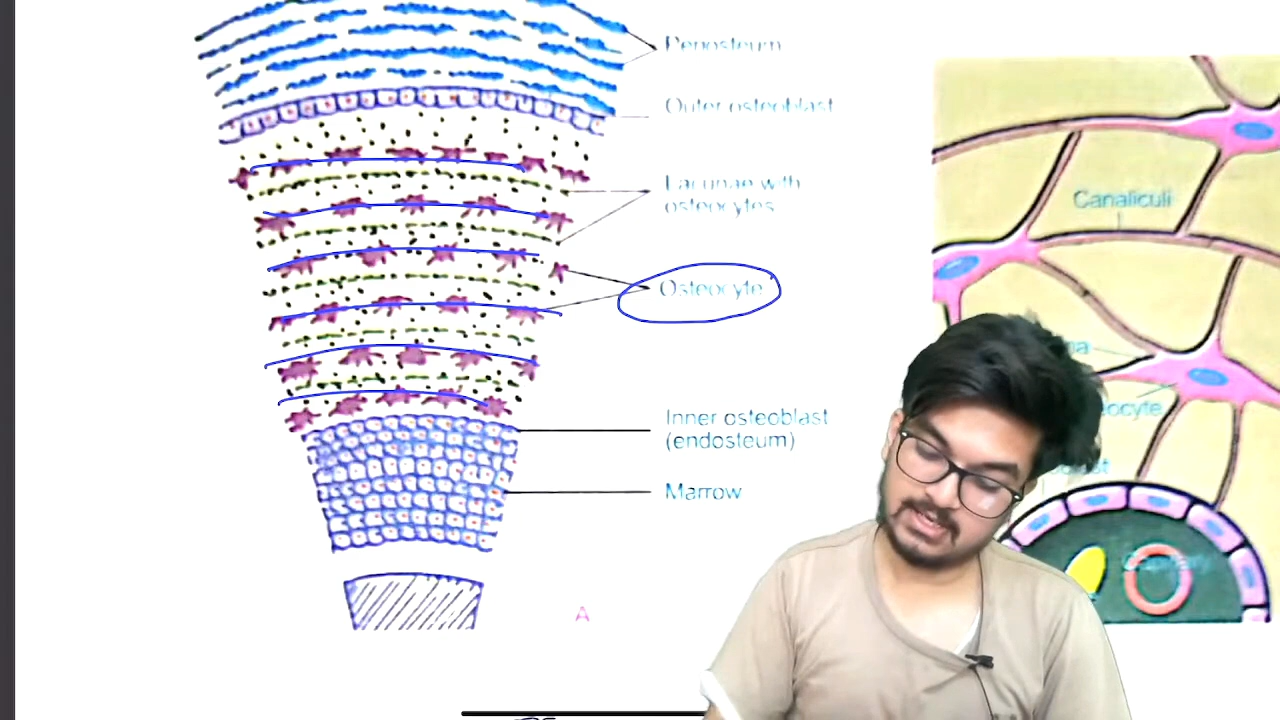 Periosteum
Outer osteoblast
Lacunae with
osteocytes
Osteocyte
Inner osteoblast
(endosteum)
Marrow
A
Canaliculi